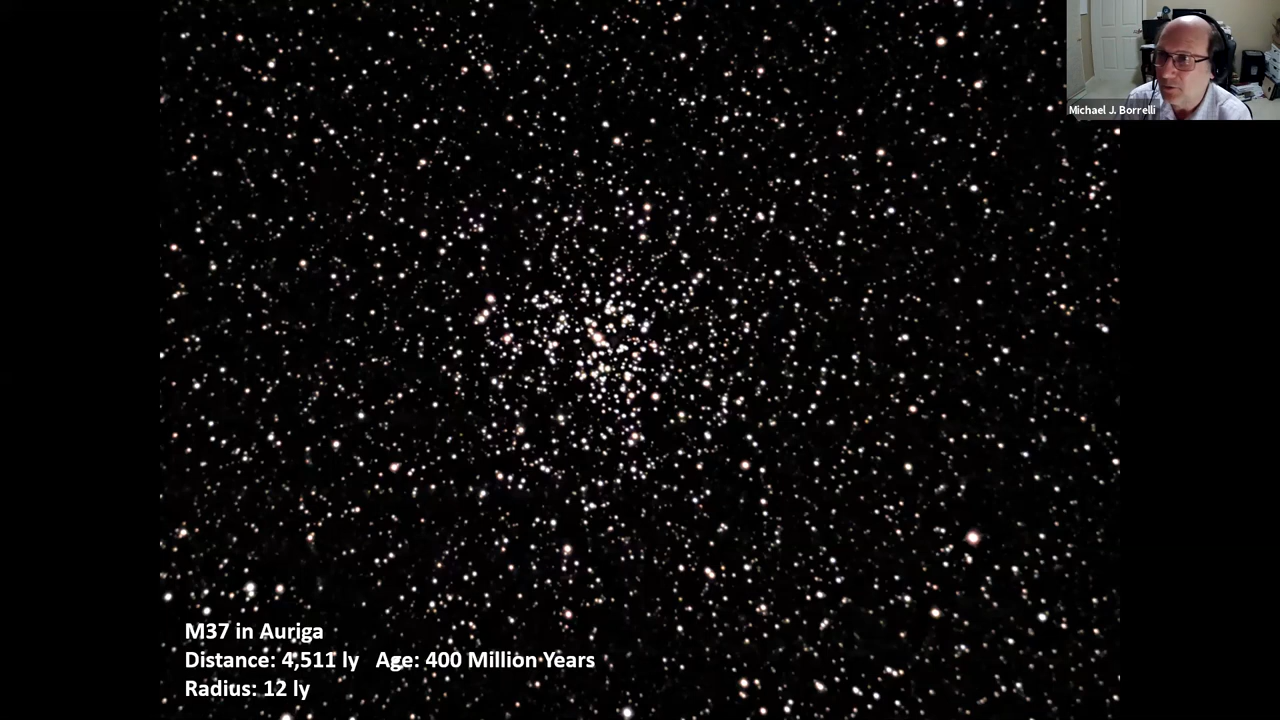 Michael J. Borrelli
M37 in Auriga
Distance: 4,511 ly Age: 400 Million Years
Radius: 12 ly